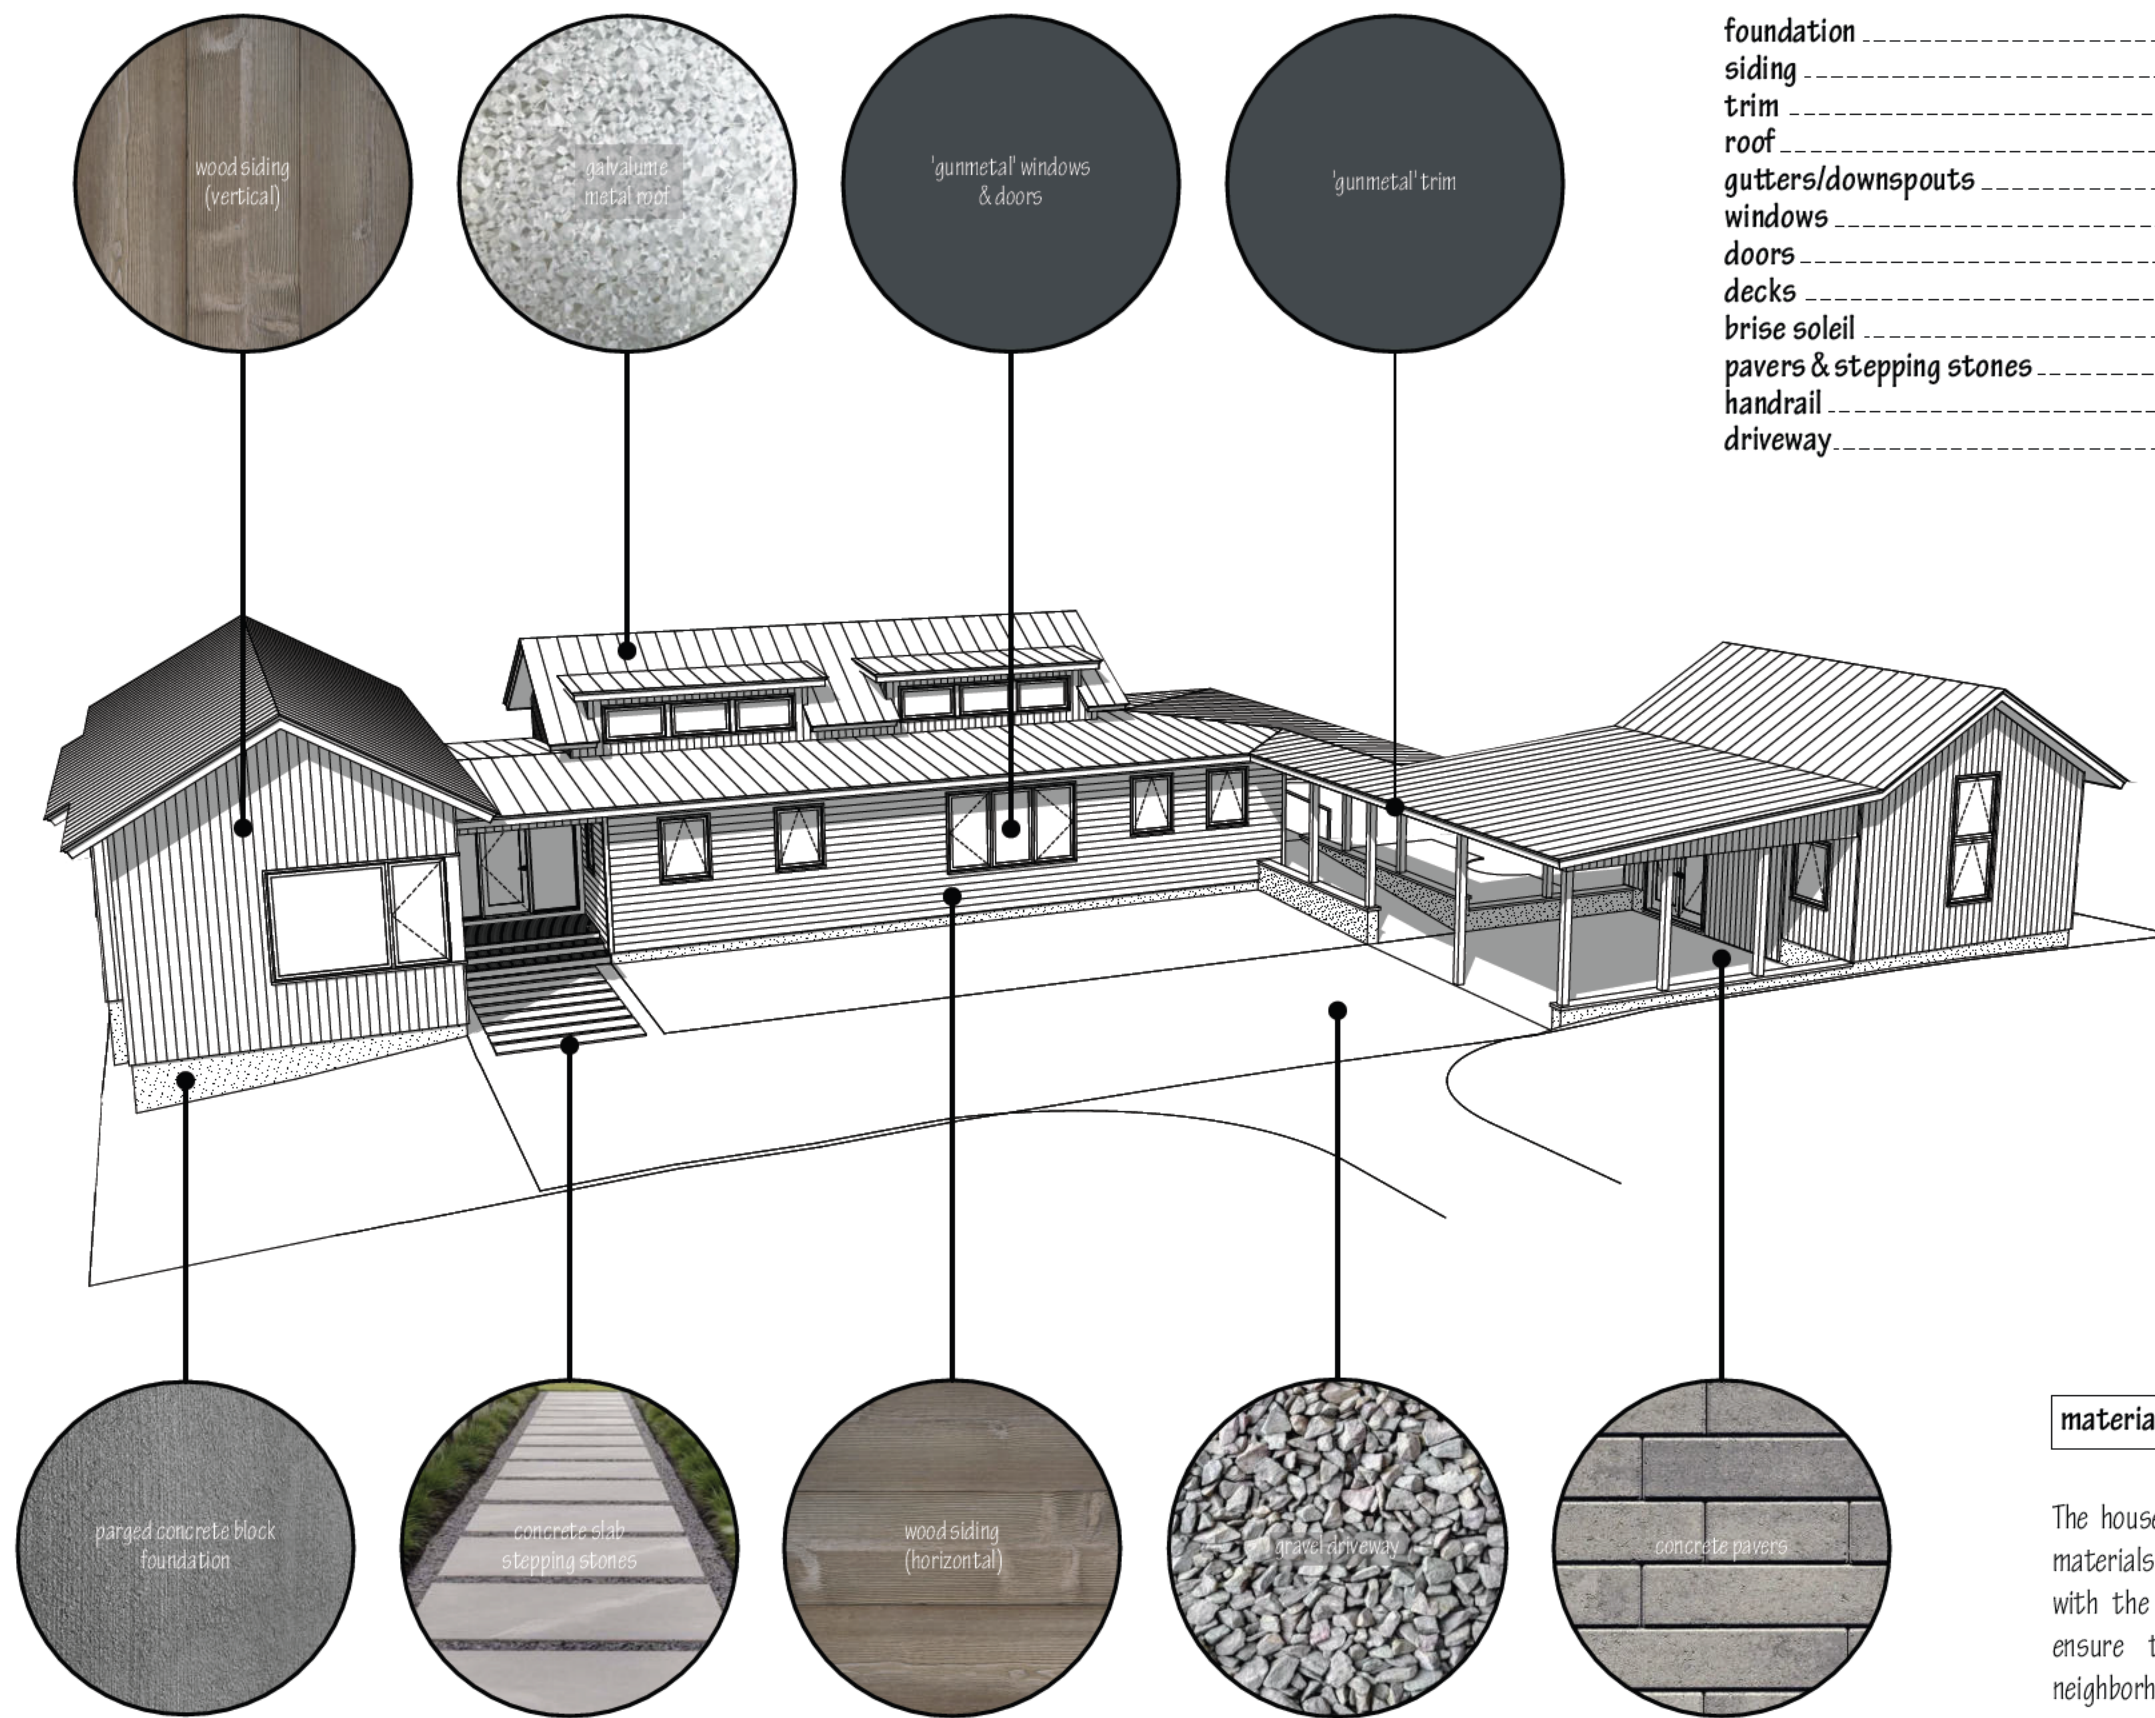 wood siding
(vertical)
galvalume
metal roof
'gunmetal' windows
& doors
'gunmetal' trim
foundation
siding
trim
roof
gutters/downspouts
windows
doors
decks
brise soleil
pavers & stepping stones
handrail
driveway
parged concrete block
foundation
concrete slab
stepping stones
wood siding
(horizontal)
gravel driveway
concrete pavers
materia
The house
materials
with the
ensure t
neighborh